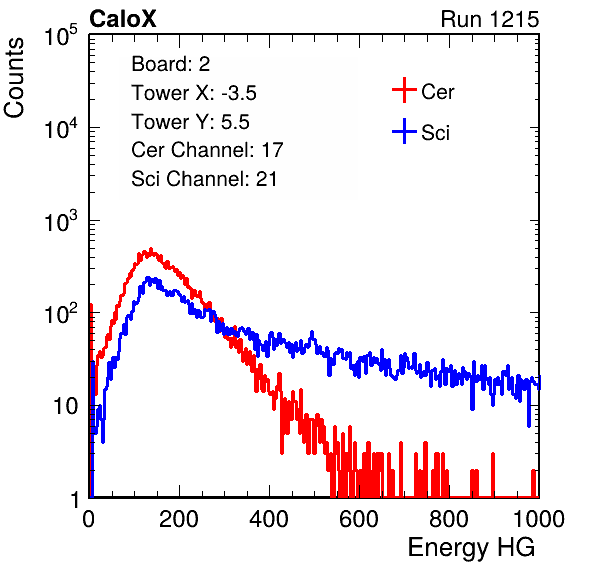 CaloX Run 1215
Counts
Board: 2
Tower X: -3.5
Tower Y: 5.5
Cer Channel: 17
Sci Channel: 21
Cer
Sci
10^5
10^4
10^3
10^2
10
1
0 200 400 600 800 1000
Energy HG